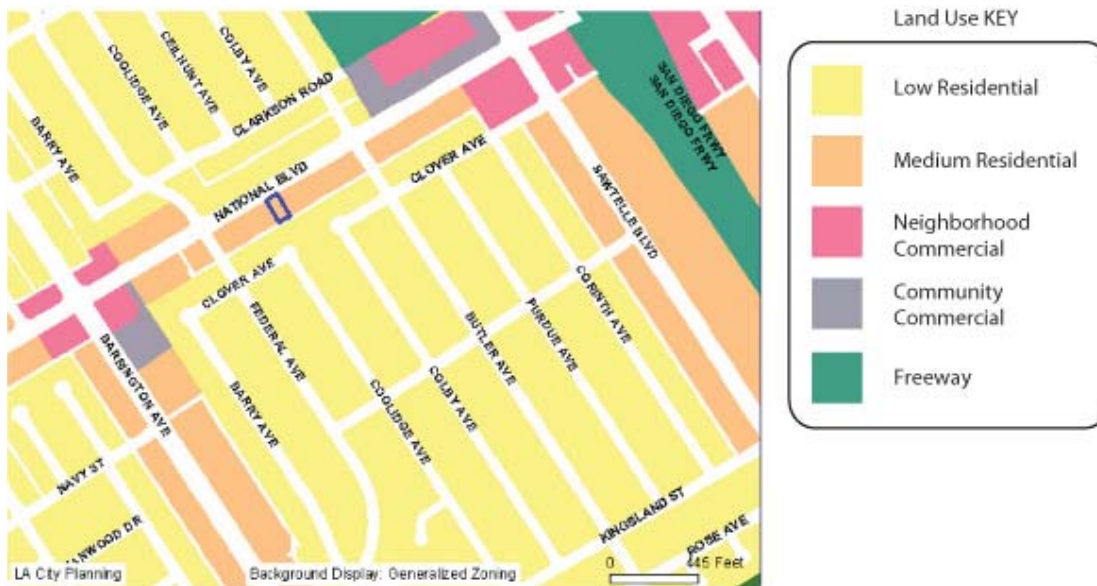 Land Use KEY
Low Residential
Medium Residential
Neighborhood
Commercial
Community
Commercial
Freeway
COOLIDGE AVE
CEILHUNT AVE
COLBY AVE
BARRY AVE
CLARKSON ROAD
NATIONAL BLVD
CLOVER AVE
SAN DIEGO FRWY
SAN DIEGO FRWY
SAWTELLE BLVD
CLOVER AVE
FEDERAL AVE
BARRY AVE
BARRINGTON AVE
COOLIDGE AVE
COLBY AVE
BUTLER AVE
PURDUE AVE
CORINTH AVE
NAVY ST
ANWOOD DR
KINGSLAND ST
ROSE AVE
LA City Planning
Background Display: Generalized Zoning
0 445 Feet